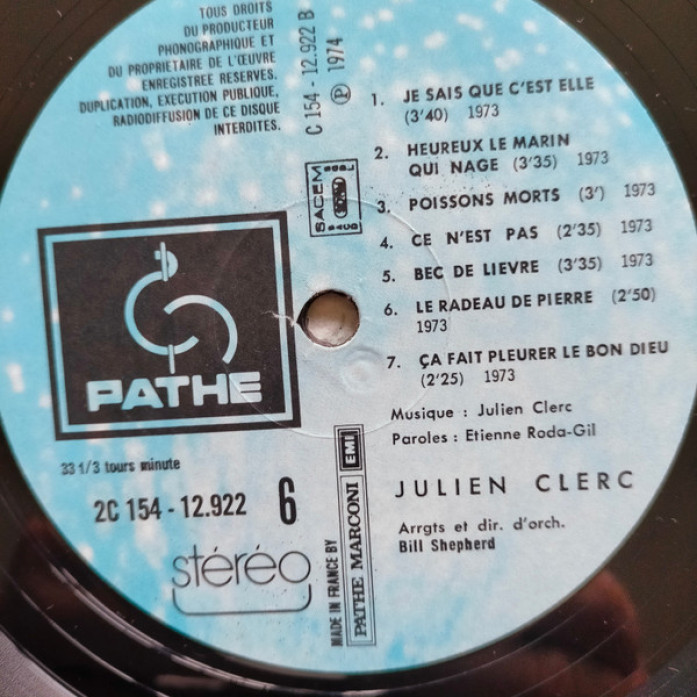 TOUS DROITS
DU PRODUCTEUR
PHONOGRAPHIQUE ET
DU PROPRIETAIRE DE L'ŒUVRE
ENREGISTREE RESERVES.
DUPLICATION, EXECUTION PUBLIQUE,
RADIODIFFUSION DE CE DISQUE
INTERDITES.
C 154 - 12.922 B
Ⓟ 1974
SACEM
1. JE SAIS QUE C'EST ELLE
(3'40) 1973
2. HEUREUX LE MARIN
QUI NAGE (3'35) 1973
3. POISSONS MORTS (3') 1973
4. CE N'EST PAS (2'35) 1973
5. BEC DE LIEVRE (3'35) 1973
6. LE RADEAU DE PIERRE (2'50)
1973
7. ÇA FAIT PLEURER LE BON DIEU
(2'25) 1973
Musique : Julien Clerc
Paroles : Etienne Roda-Gil
JULIEN CLERC
Arrgts et dir. d'orch.
Bill Shepherd
PATHE
33 1/3 tours minute
2C 154 - 12.922 6
stéréo
MADE IN FRANCE BY
PATHE MARCONI EMI